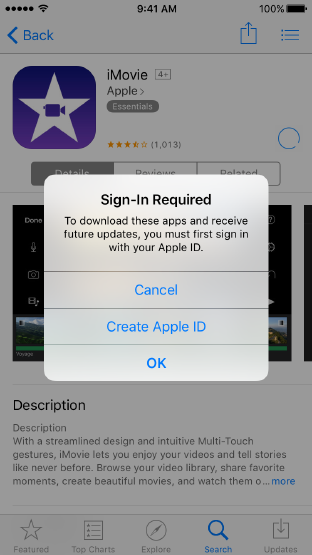 9:41 AM 100%
Back
iMovie 4+
Apple >
Essentials
(1,013)
Details Reviews Related
Sign-In Required
To download these apps and receive
future updates, you must first sign in
with your Apple ID.
Cancel
Create Apple ID
OK
Done
Voyage
Description
Description
With a streamlined design and intuitive Multi-Touch
gestures, iMovie lets you enjoy your videos and tell stories
like never before. Browse your video library, share favorite
moments, create beautiful movies, and watch them o...more
Featured Top Charts Explore Search Updates